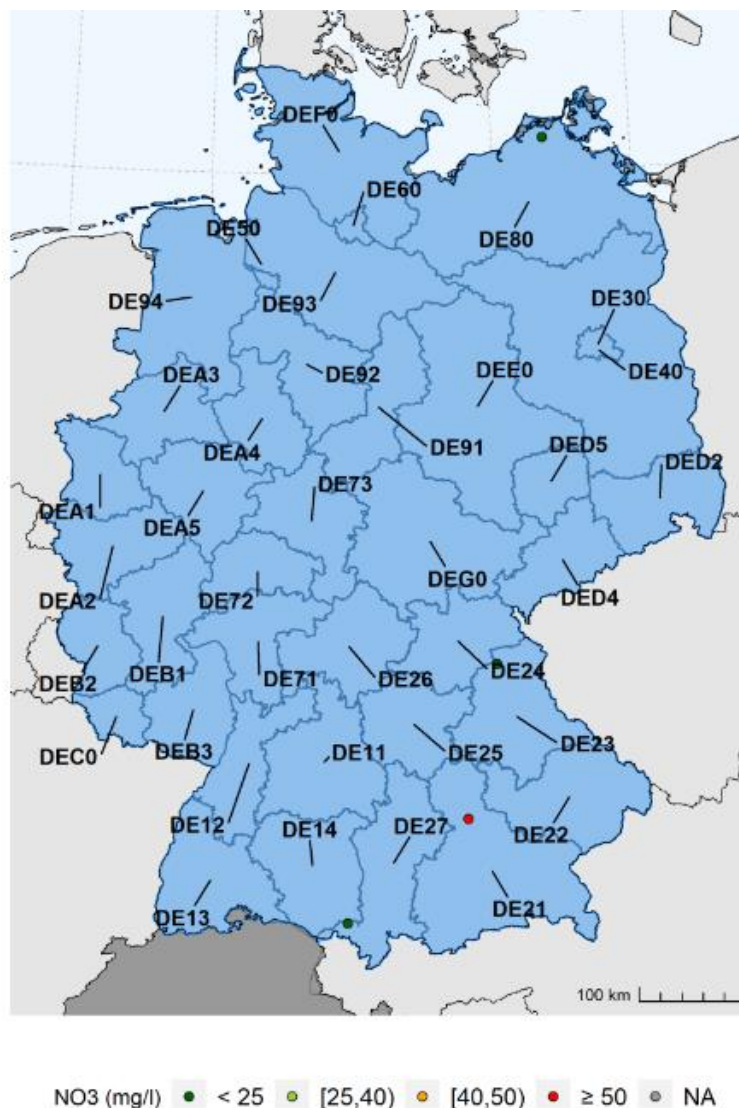 DEF0
DE60
DE50
DE80
DE94
DE93
DE30
DEA3
DE92
DEE0
DE40
DEA4
DE91
DED5
DED2
DE73
DEA1
DEA5
DEG0
DED4
DEA2
DE72
DEB2
DEB1
DE71
DE26
DE24
DEC0
DEB3
DE11
DE25
DE23
DE12
DE14
DE27
DE22
DE13
DE21
100 km
NO3 (mg/l) < 25 [25,40) [40,50) ≥ 50 NA